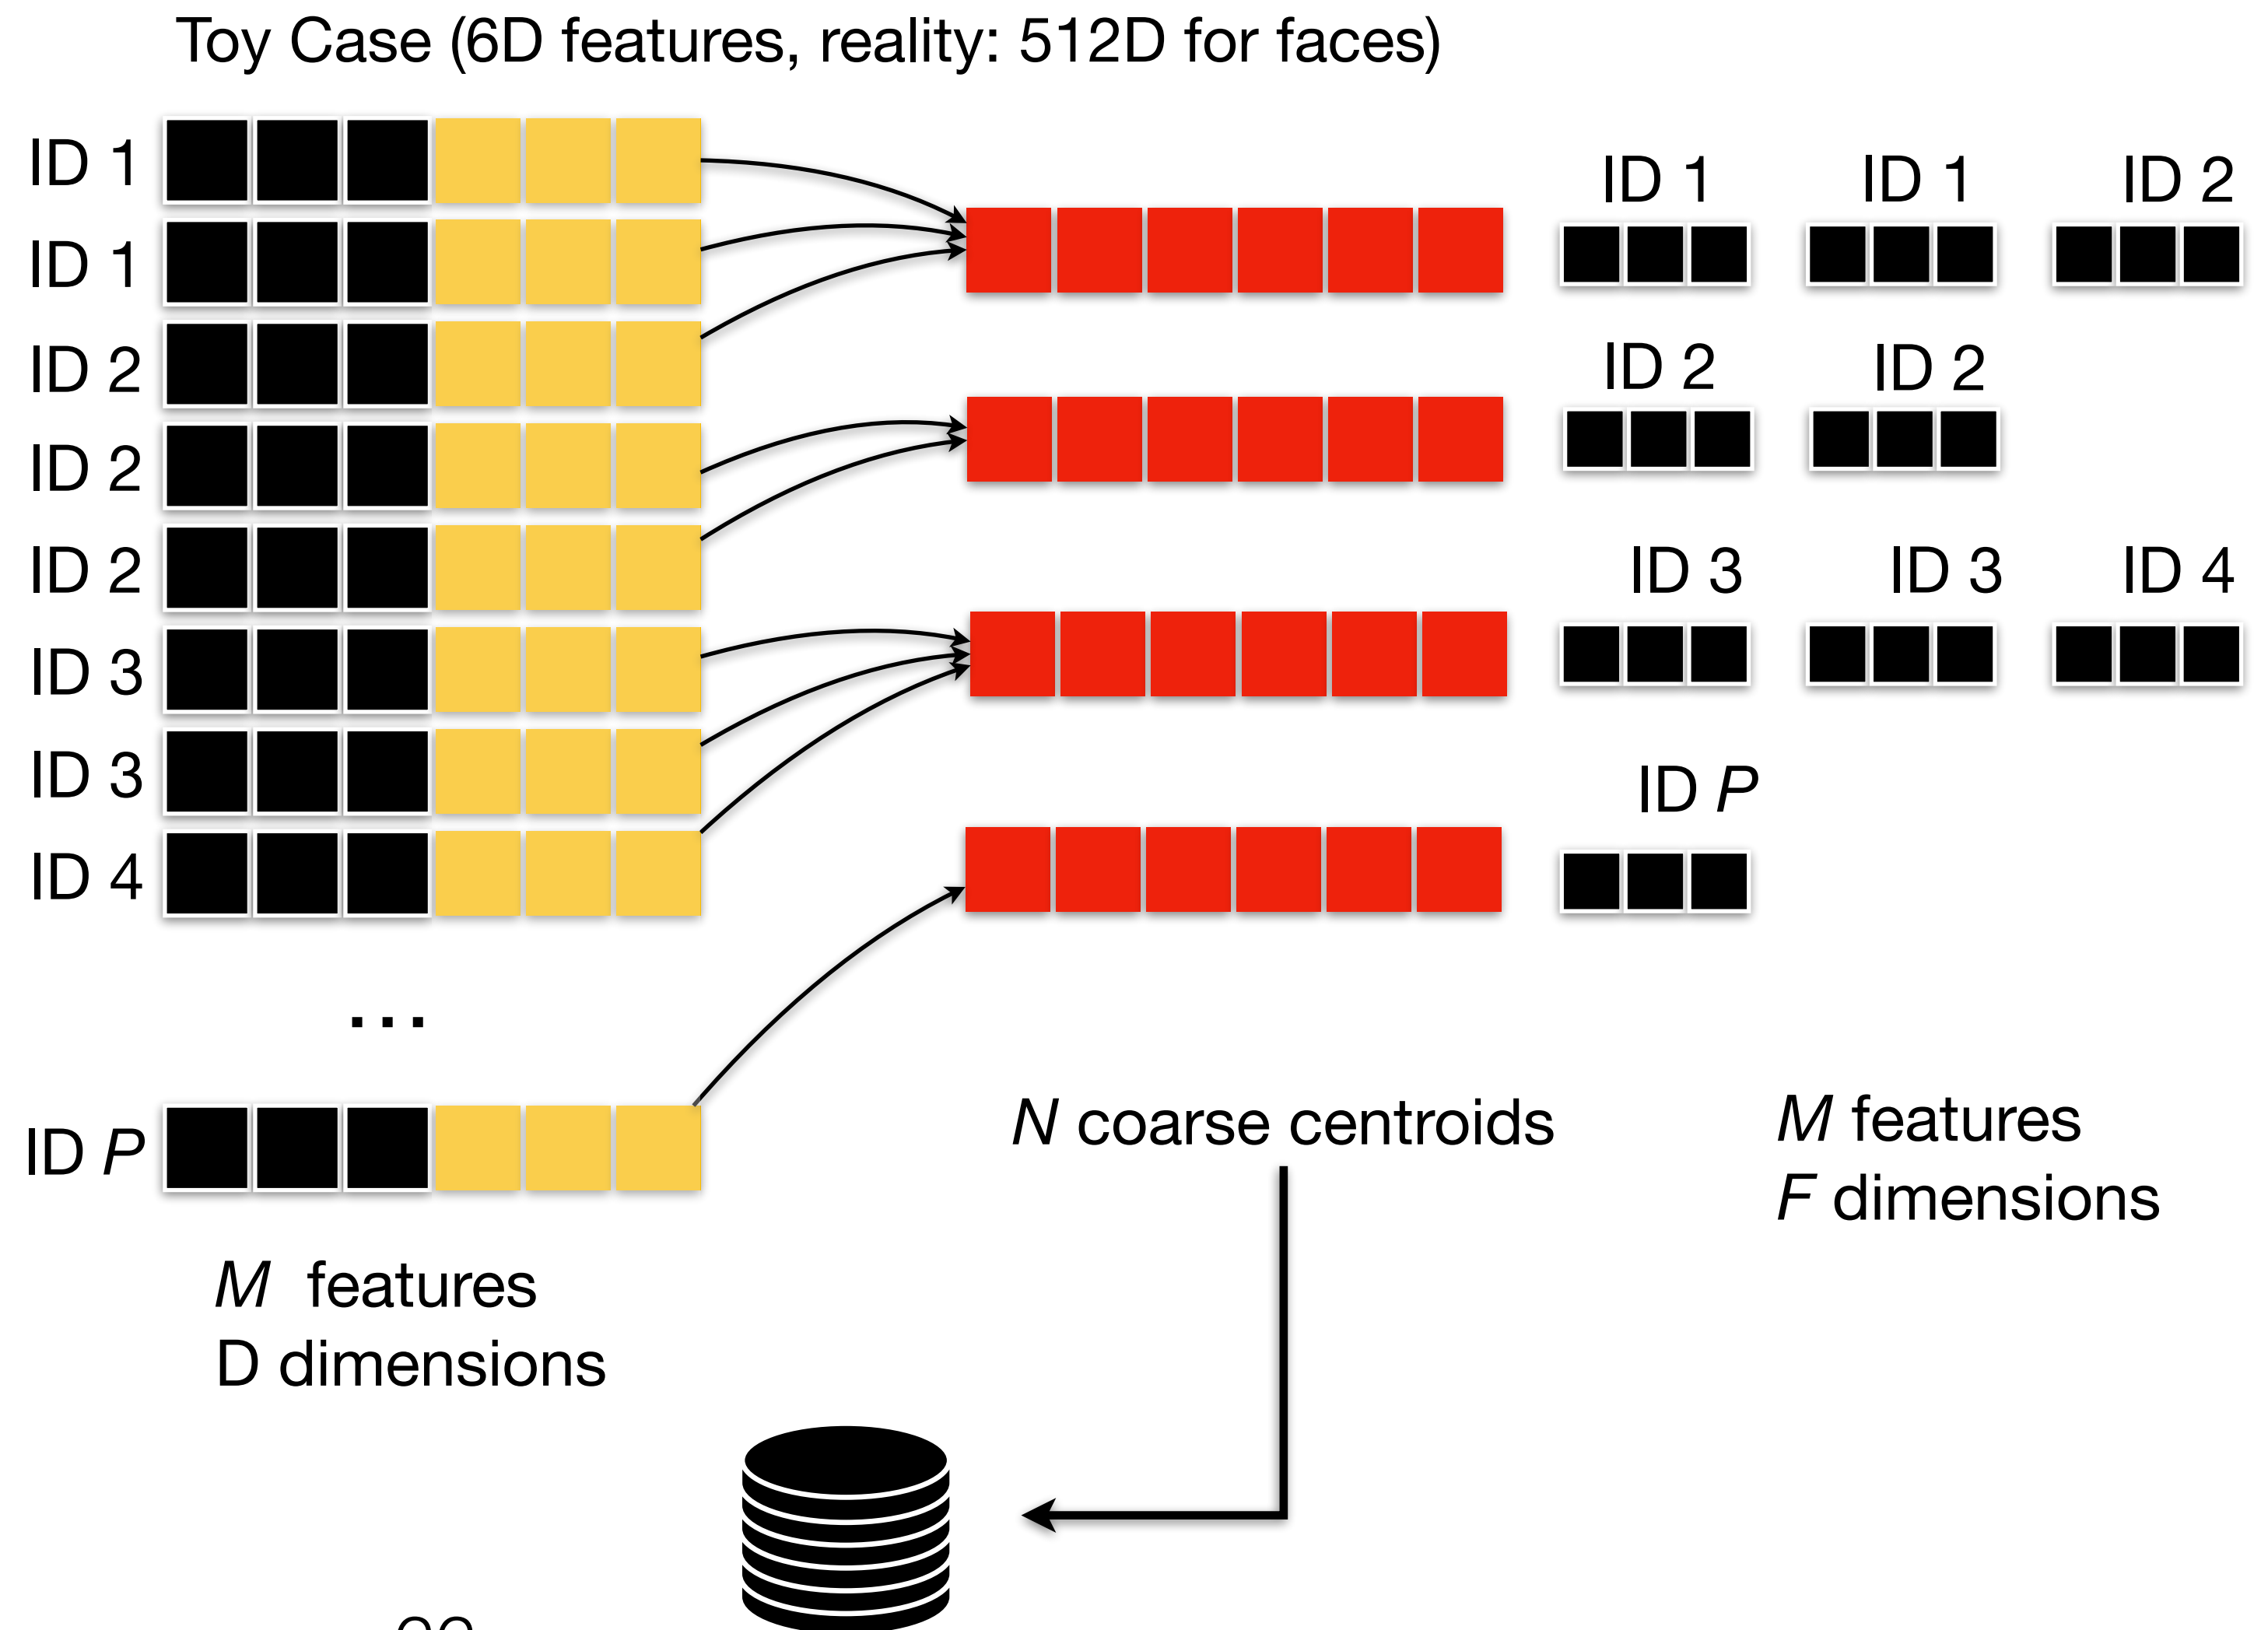 Toy Case (6D features, reality: 512D for faces)
ID 1
ID 1
ID 2
ID 2
ID 2
ID 3
ID 3
ID 4
...
ID P
M features
D dimensions
ID 1 ID 1 ID 2
ID 2 ID 2
ID 3 ID 3 ID 4
ID P
N coarse centroids
M features
F dimensions